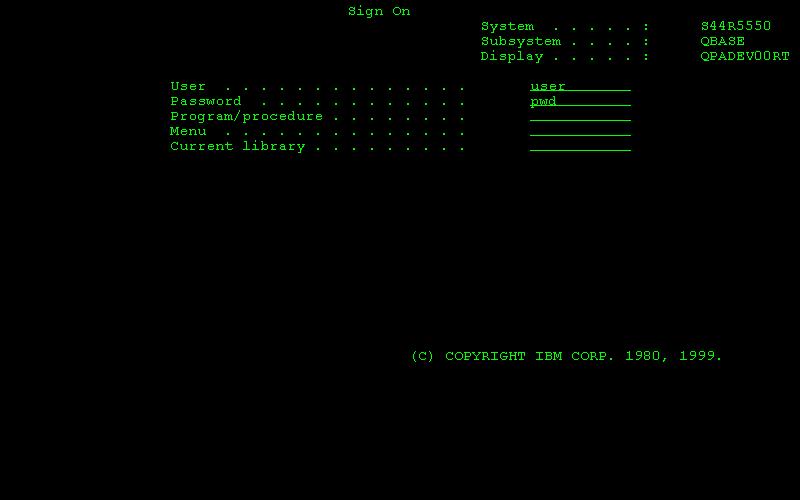 Sign On
System . . . . . : S44R5550
Subsystem . . . . : QBASE
Display . . . . . : QPADEV00RT
User . . . . . . . . . . . . . . user
Password . . . . . . . . . . . . pwd
Program/procedure . . . . . . . .
Menu . . . . . . . . . . . . . .
Current library . . . . . . . . .
(C) COPYRIGHT IBM CORP. 1980, 1999.